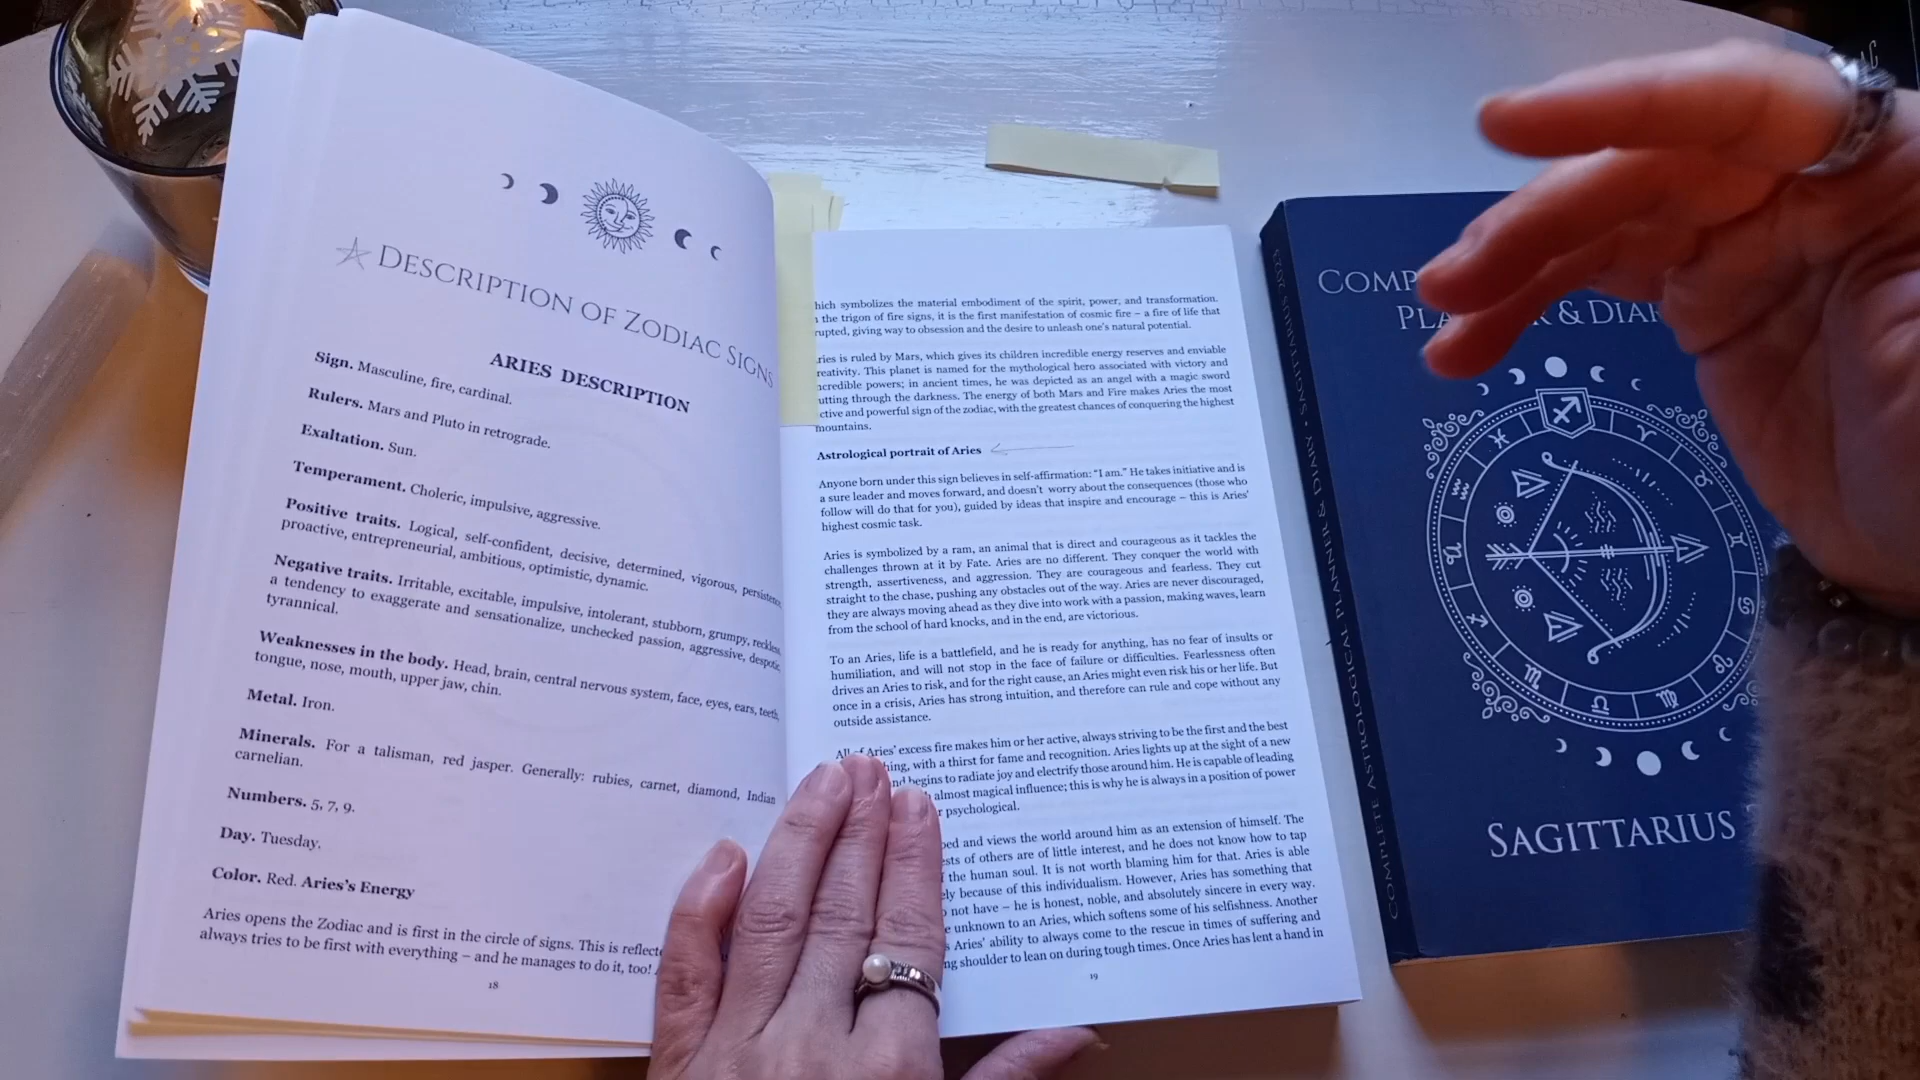 DESCRIPTION OF ZODIAC SIGNS
ARIES DESCRIPTION
Sign. Masculine, fire, cardinal.
Rulers. Mars and Pluto in retrograde.
Exaltation. Sun.
Temperament. Choleric, impulsive, aggressive.
Positive traits. Logical, self-confident, decisive, determined, vigorous, persistence,
proactive, entrepreneurial, ambitious, optimistic, dynamic.
Negative traits. Irritable, excitable, impulsive, intolerant, stubborn, grumpy, reckless,
a tendency to exaggerate and sensationalize, unchecked passion, aggressive, despotic,
tyrannical.
Weaknesses in the body. Head, brain, central nervous system, face, eyes, ears, teeth,
tongue, nose, mouth, upper jaw, chin.
Metal. Iron.
Minerals. For a talisman, red jasper. Generally: rubies, carnet, diamond, Indian
carnelian.
Numbers. 5, 7, 9.
Day. Tuesday.
Color. Red. Aries's Energy
Aries opens the Zodiac and is first in the circle of signs. This is
always tries to be first with everything – and he manages to do it, too!
18
symbolizes the material embodiment of the spirit, power, and transformation.
the trigon of fire signs, it is the first manifestation of cosmic fire – a fire of life that
giving way to obsession and the desire to unleash one's natural potential.
is ruled by Mars, which gives its children incredible energy reserves and enviable
This planet is named for the mythological hero associated with victory and
powers; in ancient times, he was depicted as an angel with a magic sword
through the darkness. The energy of both Mars and Fire makes Aries the most
and powerful sign of the zodiac, with the greatest chances of conquering the highest
mountains.
Astrological portrait of Aries
Anyone born under this sign believes in self-affirmation: "I am." He takes initiative and is
a sure leader and moves forward, and doesn't worry about the consequences (those who
follow will do that for you), guided by ideas that inspire and encourage – this is Aries'
highest cosmic task.
Aries is symbolized by a ram, an animal that is direct and courageous as it tackles the
challenges thrown at it by Fate. Aries are no different. They conquer the world with
strength, assertiveness, and aggression. They are courageous and fearless. They cut
straight to the chase, pushing any obstacles out of the way. Aries are never discouraged,
they are always moving ahead as they dive into work with a passion, making waves, learn
from the school of hard knocks, and in the end, are victorious.
To an Aries, life is a battlefield, and he is ready for anything, has no fear of insults or
humiliation, and will not stop in the face of failure or difficulties. Fearlessness often
drives an Aries to risk, and for the right cause, an Aries might even risk his or her life. But
once in a crisis, Aries has strong intuition, and therefore can rule and cope without any
outside assistance.
All of Aries' excess fire makes him or her active, always striving to be the first and the best
with a thirst for fame and recognition. Aries lights up at the sight of a new
and begins to radiate joy and electrify those around him. He is capable of leading
almost magical influence; this is why he is always in a position of power
psychological.
and views the world around him as an extension of himself. The
of others are of little interest, and he does not know how to tap
the human soul. It is not worth blaming him for that. Aries is able
because of this individualism. However, Aries has something that
not have – he is honest, noble, and absolutely sincere in every way.
unknown to an Aries, which softens some of his selfishness. Another
Aries' ability to always come to the rescue in times of suffering and
shoulder to lean on during tough times. Once Aries has lent a hand in
19
COMPLETE ASTROLOGICAL PLANNER & DIARY • SAGITTARIUS 2023
& 
SAGITTARIUS